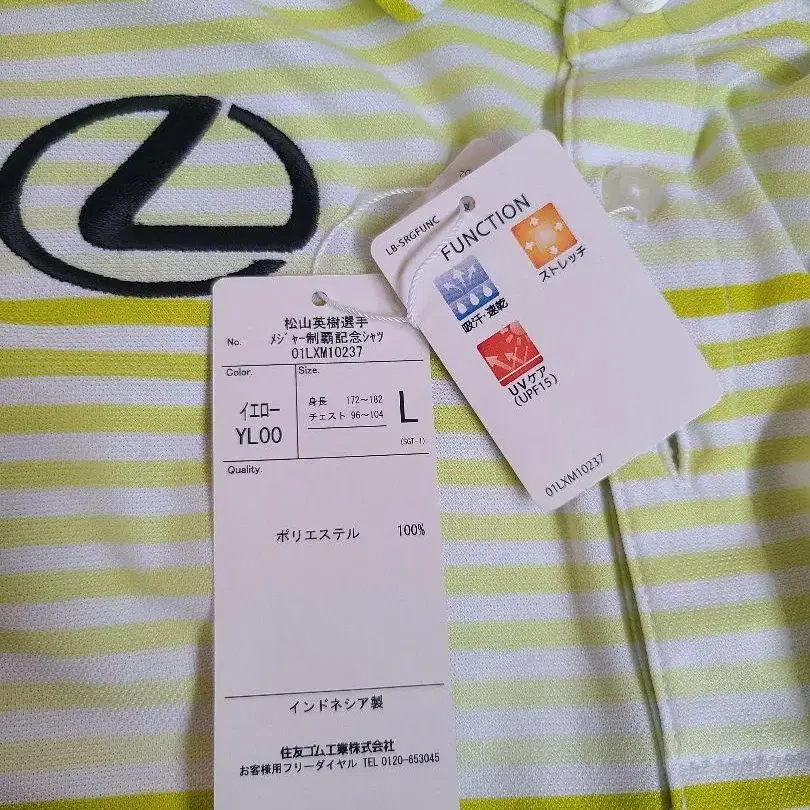 No.
松山英樹選手
ﾒｼﾞｬｰ制覇記念ｼｬﾂ
01LXM10237
Color.
イエロー
YL00
Size.
身長 172～182
チェスト 96～104
L
(SGT-1)
Quality.
ポリエステル 100%
インドネシア製
住友ゴム工業株式会社
お客様用フリーダイヤル TEL 0120-653045
LB-SRGFUNC
FUNCTION
吸汗・速乾
ストレッチ
UVケア
(UPF15)
01LXM10237